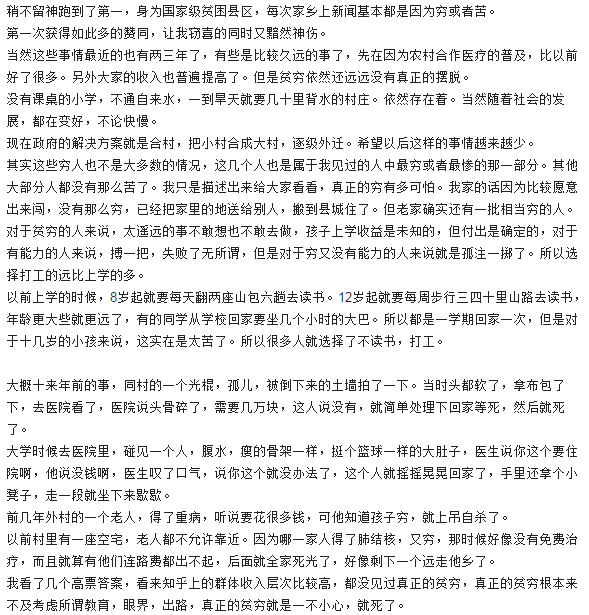 稍不留神跑到了第一，身为国家级贫困县区，每次家乡上新闻基本都是因为穷或者苦。
第一次获得如此多的赞同，让我窃喜的同时又黯然神伤。
当然这些事情最近的也有两三年了，有些是比较久远的事了，先在因为农村合作医疗的普及，比以前
好了很多。另外大家的收入也普遍提高了。但是贫穷依然还远远没有真正的摆脱。
没有课桌的小学，不通自来水，一到旱天就要几十里背水的村庄。依然存在着。当然随着社会的发
展，都在变好，不论快慢。
现在政府的解决方案就是合村，把小村合成大村，逐级外迁。希望以后这样的事情越来越少。
其实这些穷人也不是大多数的情况，这几个人也是属于我见过的人中最穷或者最惨的那一部分。其他
大部分人都没有那么苦了。我只是描述出来给大家看看，真正的穷有多可怕。我家的话因为比较愿意
出来闯，没有那么穷，已经把家里的地送给别人，搬到县城住了。但老家确实还有一批相当穷的人。
对于贫穷的人来说，太遥远的事不敢想也不敢去做，孩子上学收益是未知的，但付出是确定的，对于
有能力的人来说，搏一把，失败了无所谓，但是对于穷又没有能力的人来说就是孤注一掷了。所以选
择打工的远比上学的多。
以前上学的时候，8岁起就要每天翻两座山包六趟去读书。12岁起就要每周步行三四十里山路去读书，
年龄更大些就更远了，有的同学从学校回家要坐几个小时的大巴。所以都是一学期回家一次，但是对
于十几岁的小孩来说，这实在是太苦了。所以很多人就选择了不读书，打工。
大概十来年前的事，同村的一个光棍，孤儿，被倒下来的土墙拍了一下。当时头都软了，拿布包了
下，去医院看了，医院说头骨碎了，需要几万块，这人说没有，就简单处理下回家等死，然后就死
了。
大学时候去医院里，碰见一个人，腹水，瘦的骨架一样，挺个篮球一样的大肚子，医生说你这个要住
院啊，他说没钱啊，医生叹了口气，说你这个就没办法了，这个人就摇摇晃晃回家了，手里还拿个小
凳子，走一段就坐下来歇歇。
前几年外村的一个老人，得了重病，听说要花很多钱，可他知道孩子穷，就上吊自杀了。
以前村里有一座空宅，老人都不允许靠近。因为哪一家人得了肺结核，又穷，那时候好像没有免费治
疗，而且就算有他们连路费都出不起，后面就全家死光了，好像剩下一个远走他乡了。
我看了几个高票答案，看来知乎上的群体收入层次比较高，都没见过真正的贫穷，真正的贫穷根本来
不及考虑所谓教育，眼界，出路，真正的贫穷就是一不小心，就死了。